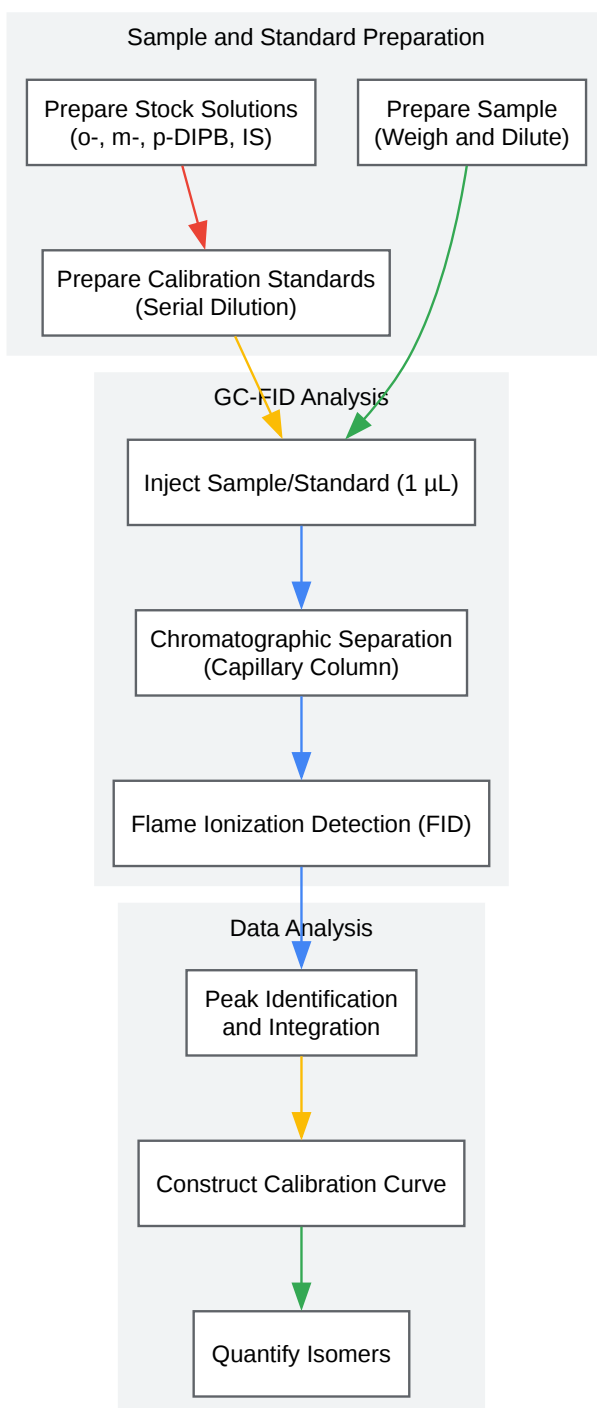 Sample and Standard Preparation
Prepare Stock Solutions
(o-, m-, p-DIPB, IS)
Prepare Sample
(Weigh and Dilute)
Prepare Calibration Standards
(Serial Dilution)
GC-FID Analysis
Inject Sample/Standard (1 µL)
Chromatographic Separation
(Capillary Column)
Flame Ionization Detection (FID)
Data Analysis
Peak Identification
and Integration
Construct Calibration Curve
Quantify Isomers